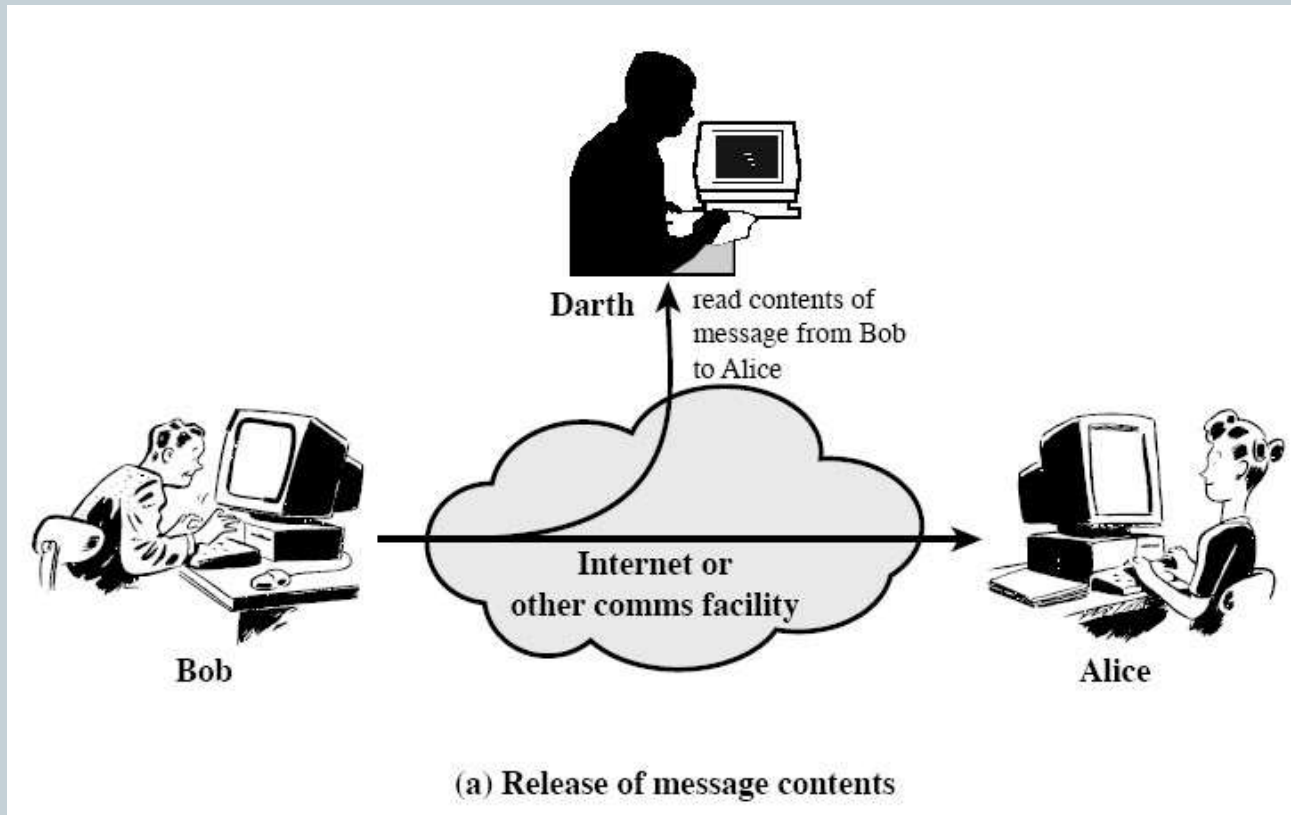 Darth
read contents of
message from Bob
to Alice
Internet or
other comms facility
Bob
Alice
(a) Release of message contents